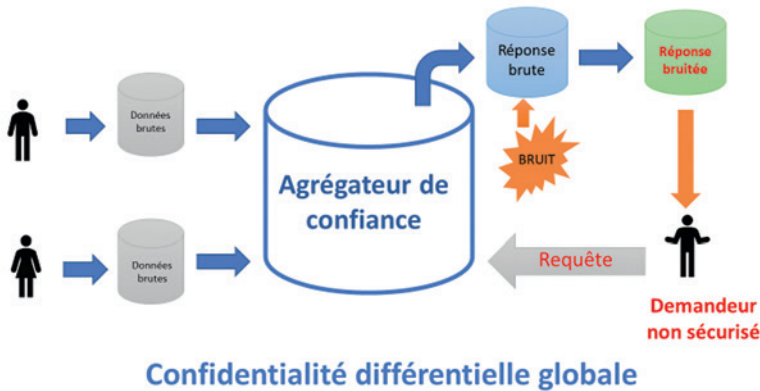 Réponse
brute
Réponse
bruitée
Données
brutes
BRUIT
Agrégateur de
confiance
Données
brutes
Requête
Demandeur
non sécurisé
Confidentialité différentielle globale